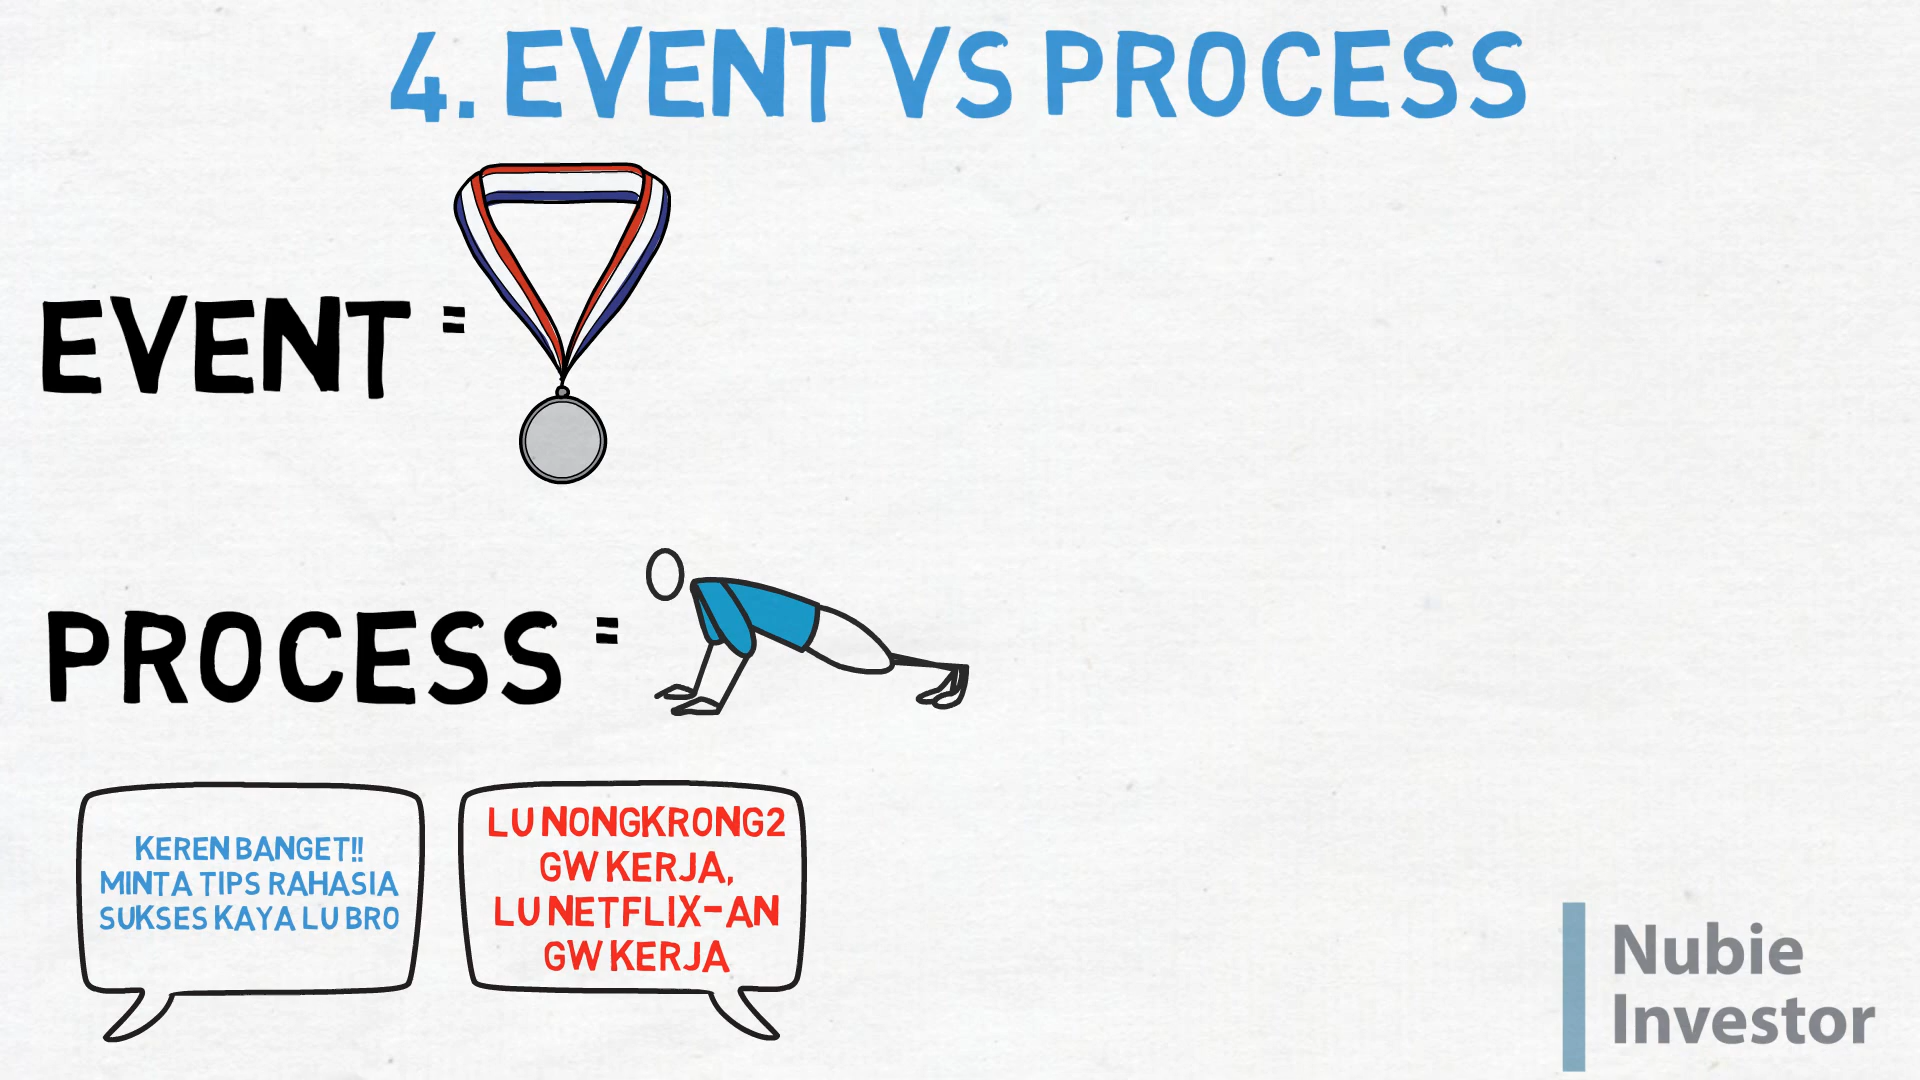 4. EVENT VS PROCESS
EVENT =
PROCESS =
KEREN BANGET!!
MINTA TIPS RAHASIA
SUKSES KAYA LU BRO
LU NONGKRONG2
GW KERJA,
LU NETFLIX-AN
GW KERJA
Nubie
Investor